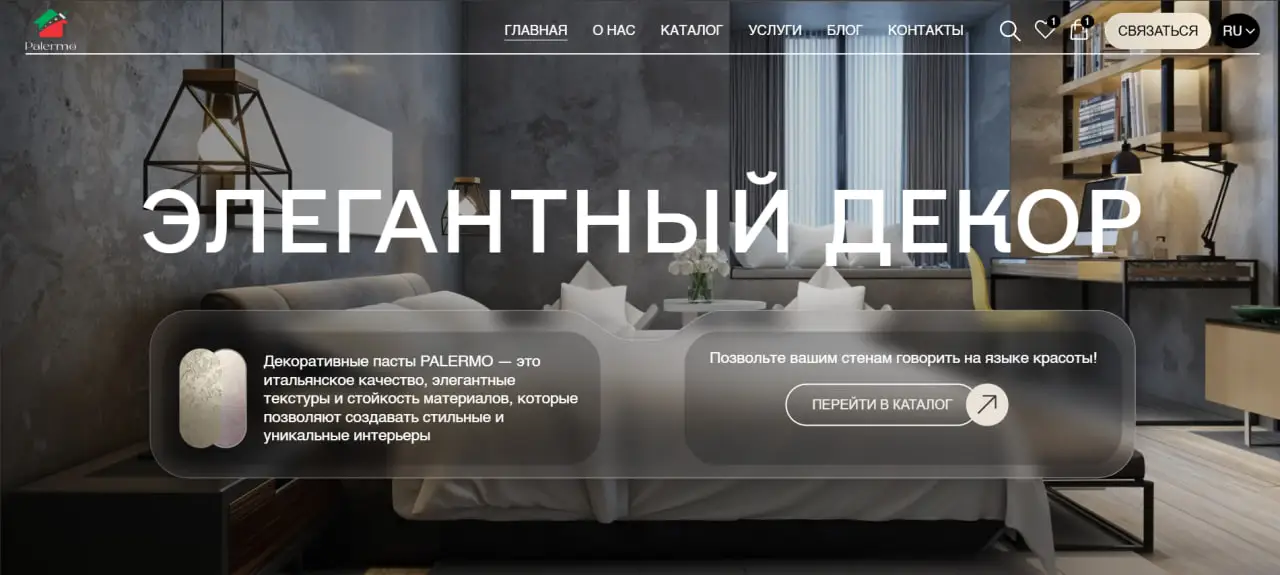 Palermo
ГЛАВНАЯ О НАС КАТАЛОГ УСЛУГИ БЛОГ КОНТАКТЫ 1 1 СВЯЗАТЬСЯ RU
ЭЛЕГАНТНЫЙ ДЕКОР
Декоративные пасты PALERMO — это
итальянское качество, элегантные
текстуры и стойкость материалов, которые
позволяют создавать стильные и
уникальные интерьеры
Позвольте вашим стенам говорить на языке красоты!
ПЕРЕЙТИ В КАТАЛОГ